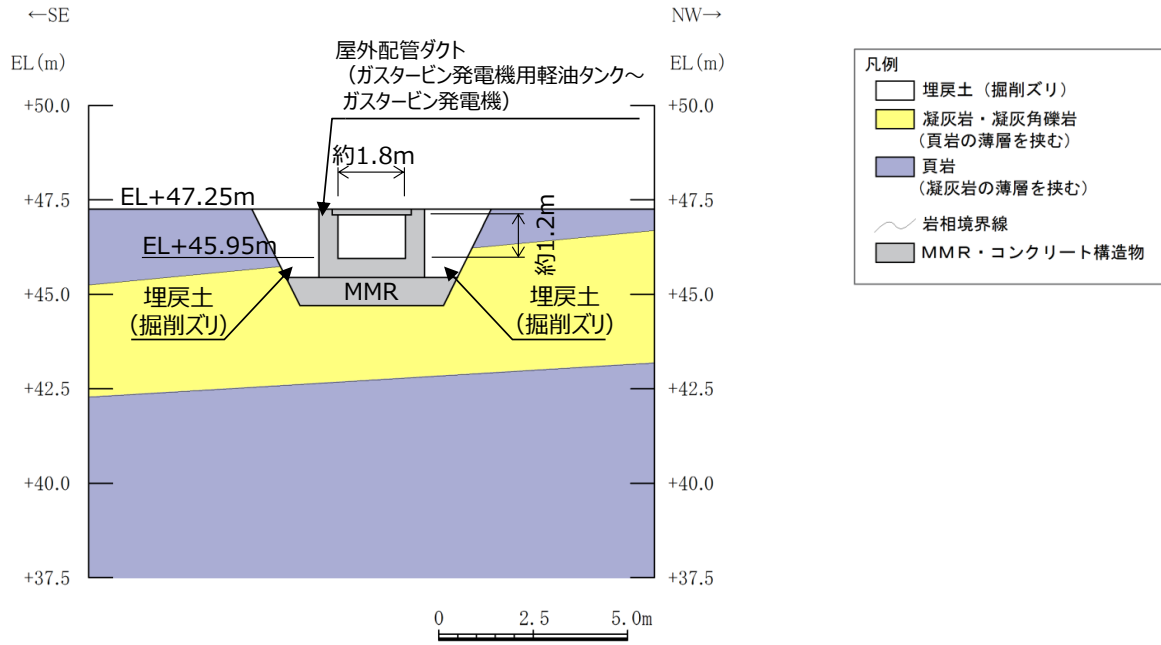 ←SE
NW→
EL(m)
EL(m)
屋外配管ダクト
(ガスタービン発電機用軽油タンク～
ガスタービン発電機)
+50.0
+50.0
約1.8m
+47.5
+47.5
EL+47.25m
EL+45.95m
約1.2m
+45.0
+45.0
MMR
埋戻土
(掘削ズリ)
埋戻土
(掘削ズリ)
+42.5
+42.5
+40.0
+40.0
+37.5
+37.5
0 2.5 5.0m
凡例
埋戻土（掘削ズリ）
凝灰岩・凝灰角礫岩
(頁岩の薄層を挟む)
頁岩
(凝灰岩の薄層を挟む)
岩相境界線
ＭＭＲ・コンクリート構造物